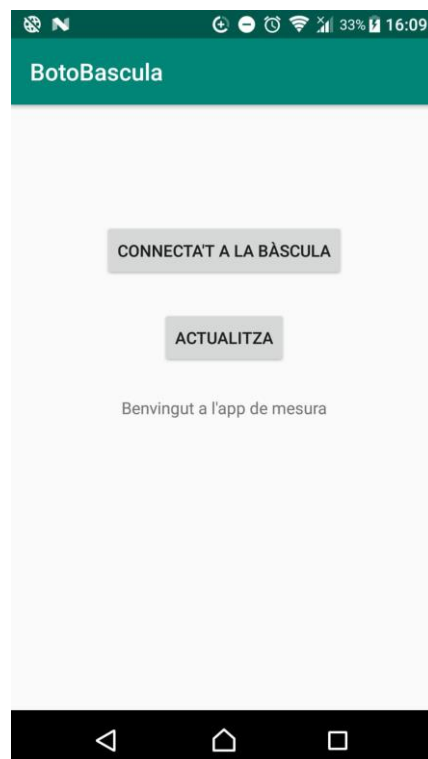 33% 16:09
BotoBascula
CONNECTA'T A LA BÀSCULA
ACTUALITZA
Benvingut a l'app de mesura